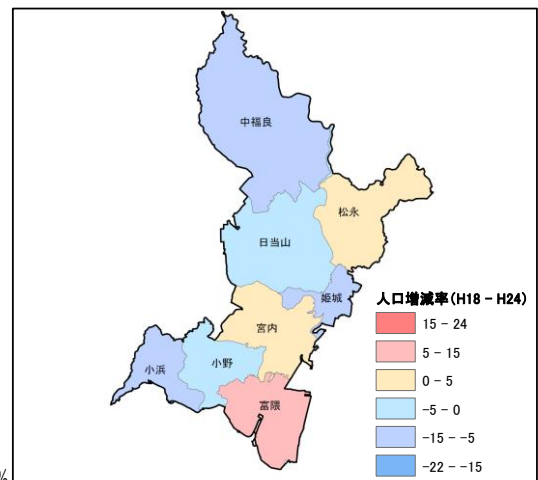 中福良
松永
日当山
姫城
人口増減率(H18 - H24)
15 - 24
宮内
5 - 15
小野
0 - 5
小浜
-5 - 0
富隈
-15 - -5
-22 - -15
%